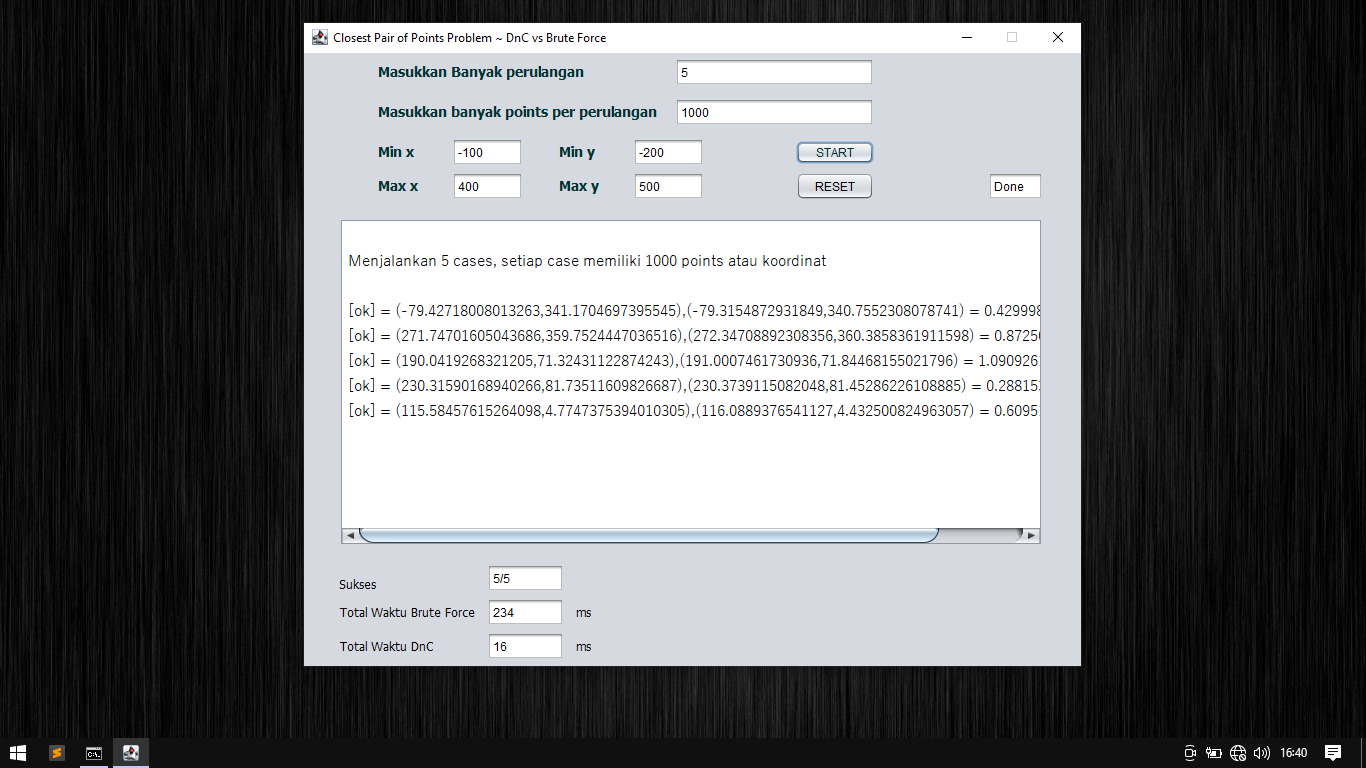 Closest Pair of Points Problem ~ DnC vs Brute Force
Masukkan Banyak perulangan 5
Masukkan banyak points per perulangan 1000
Min x -100 Min y -200 START
Max x 400 Max y 500 RESET Done
Menjalankan 5 cases, setiap case memiliki 1000 points atau koordinat
[ok] = (-79.42718008013263,341.1704697395545),(-79.3154872931849,340.7552308078741) = 0.429998
[ok] = (271.74701605043686,359.7524447036516),(272.34708892308356,360.3858361911598) = 0.8725
[ok] = (190.0419268321205,71.32431122874243),(191.0007461730936,71.84468155021796) = 1.090926
[ok] = (230.31590168940266,81.73511609826687),(230.3739115082048,81.45286226108885) = 0.28815
[ok] = (115.58457615264098,4.7747375394010305),(116.0889376541127,4.432500824963057) = 0.6095
Sukses 5/5
Total Waktu Brute Force 234 ms
Total Waktu DnC 16 ms
16:40